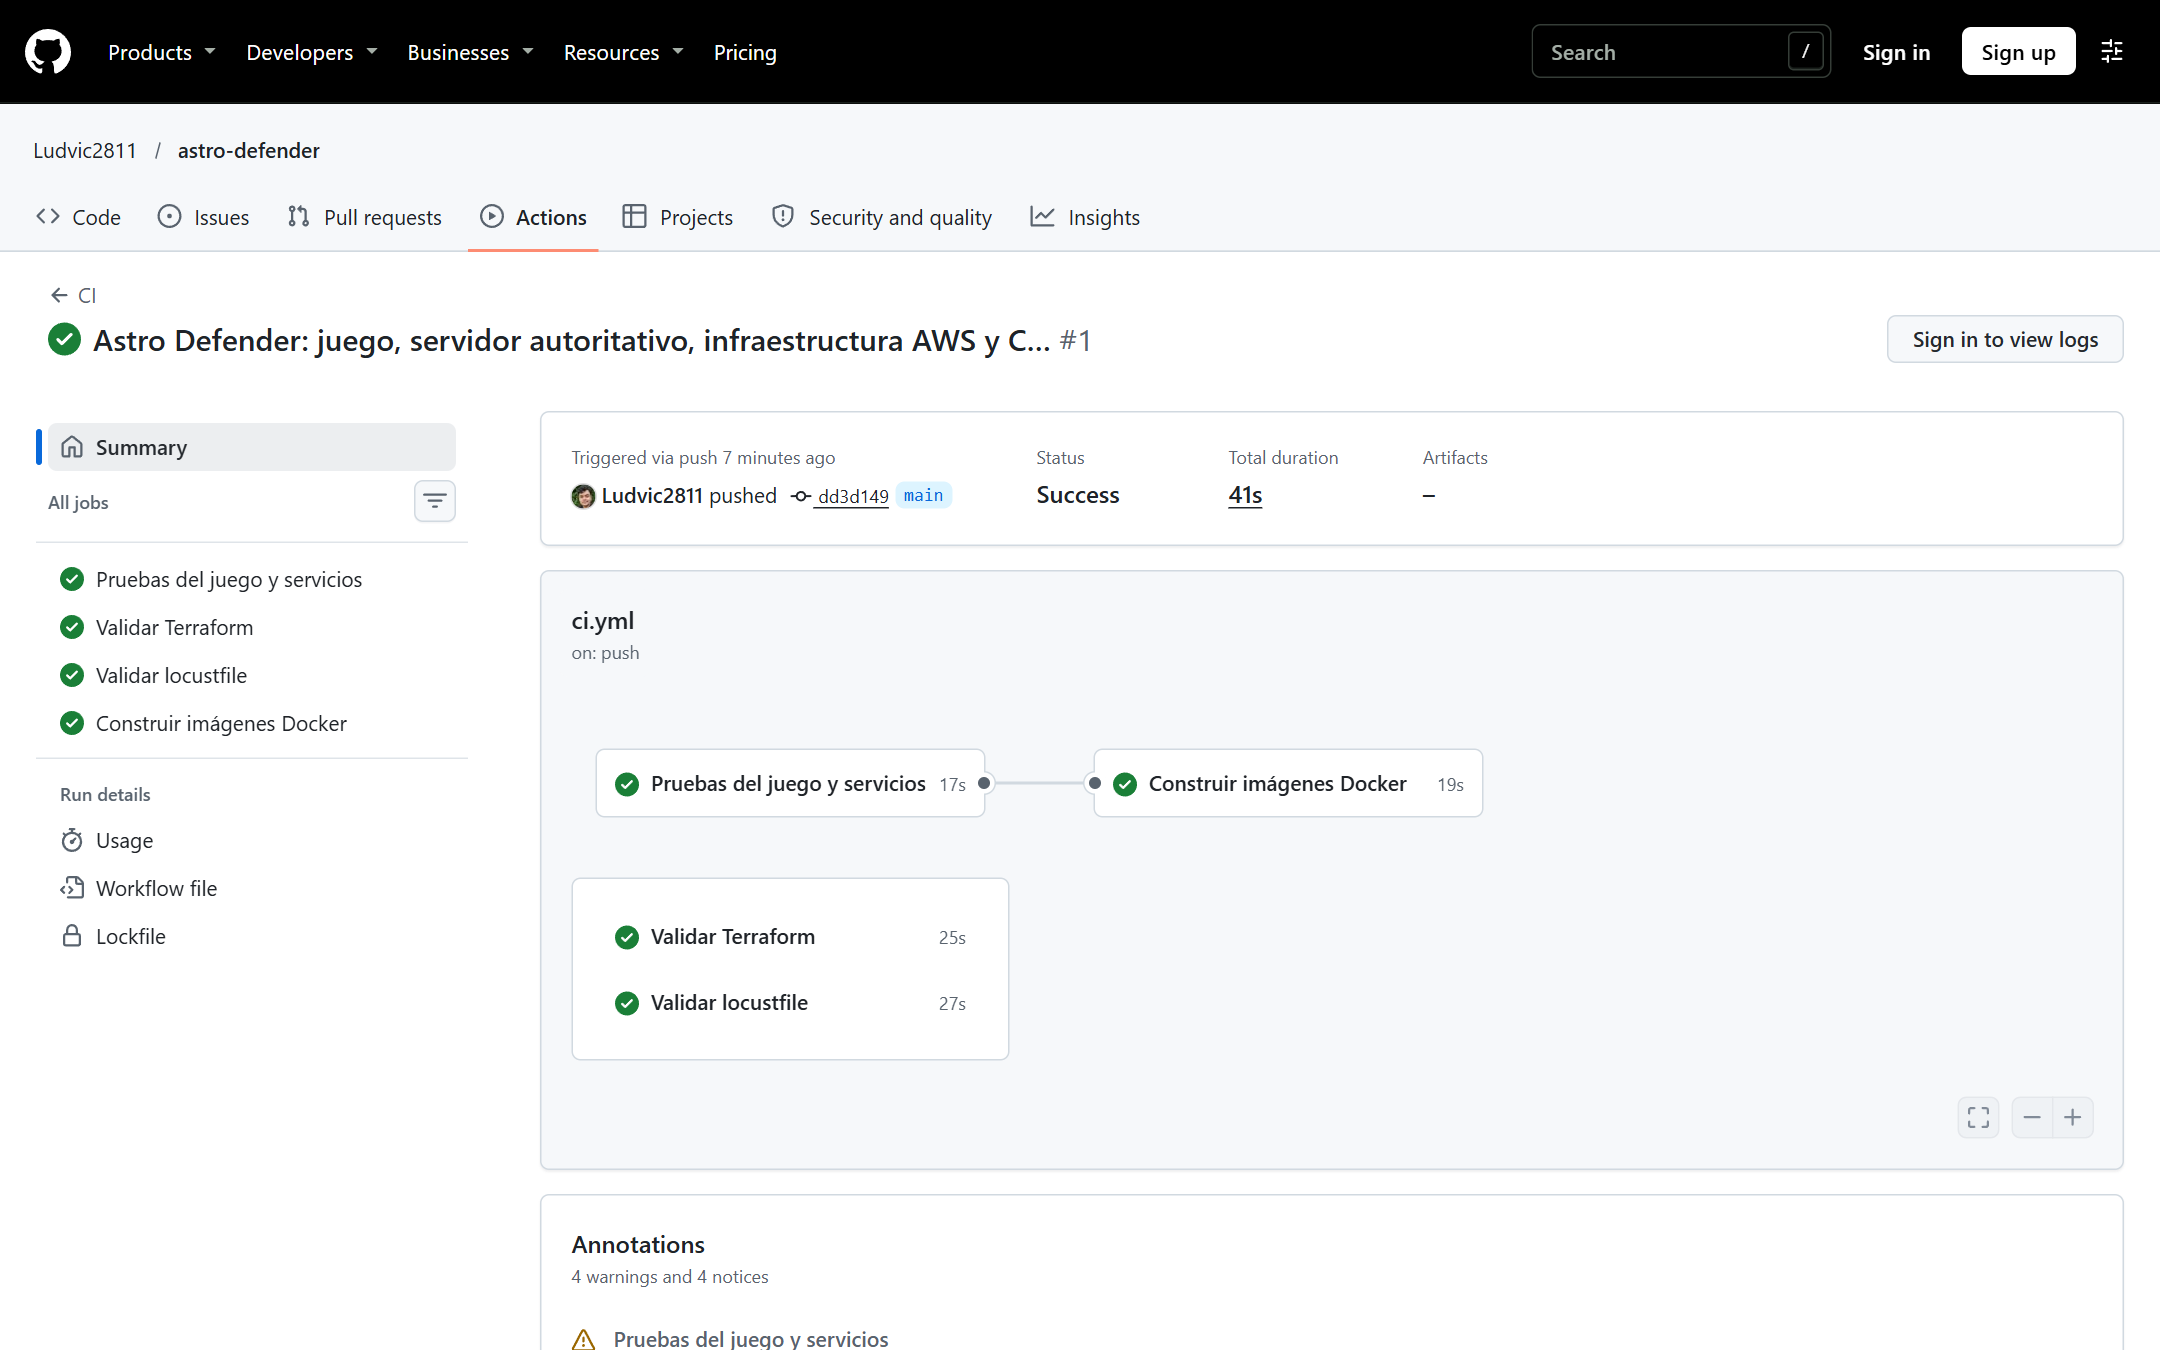 Products Developers Businesses Resources Pricing Search / Sign in Sign up
Ludvic2811 / astro-defender
Code Issues Pull requests Actions Projects Security and quality Insights
CI
Astro Defender: juego, servidor autoritativo, infraestructura AWS y C... #1
Sign in to view logs
Summary
All jobs
Pruebas del juego y servicios
Validar Terraform
Validar locustfile
Construir imágenes Docker
Run details
Usage
Workflow file
Lockfile
Triggered via push 7 minutes ago
Ludvic2811 pushed dd3d149 main
Status
Success
Total duration
41s
Artifacts
–
ci.yml
on: push
Pruebas del juego y servicios 17s
Construir imágenes Docker 19s
Validar Terraform 25s
Validar locustfile 27s
Annotations
4 warnings and 4 notices
Pruebas del juego y servicios